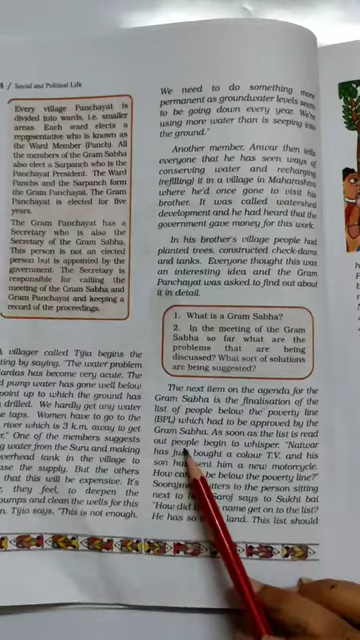 / Social and Political Life
Every village Panchayat is
divided into wards, i.e. smaller
areas. Each ward elects a
representative who is known as
the Ward Member (Panch). All
the members of the Gram Sabha
also elect a Sarpanch who is the
Panchayat President. The Ward
Panchs and the Sarpanch form
the Gram Panchayat. The Gram
Panchayat is elected for five
years.
The Gram Panchayat has a
Secretary who is also the
Secretary of the Gram Sabha.
This person is not an elected
person but is appointed by the
government. The Secretary is
responsible for calling the
meeting of the Gram Sabha and
Gram Panchayat and keeping a
record of the proceedings.
villager called Tijia begins the
ting by saying, "The water problem
Hardas has become very acute. The
d pump water has gone well below
point up to which the ground has
drilled. We hardly get any water
e taps. Women have to go to the
river which is 3 km. away to get
One of the members suggests
g water from the Suru and making
verhead tank in the village to
ase the supply. But the others
that this will be expensive. It's
they feel, to deepen the
pumps and clean the wells for this
Tijia says, "This is not enough.
We need to do something more
permanent as groundwater levels seem
to be going down every year. We're
using more water than is seeping into
the ground."
Another member, Anwar then tells
everyone that he has seen ways of
conserving water and recharging
(refilling) it in a village in Maharashtra
where he'd once gone to visit his
brother. It was called watershed
development and he had heard that the
government gave money for this work.
In his brother's village people had
planted trees, constructed check-dams
and tanks. Everyone thought this was
an interesting idea and the Gram
Panchayat was asked to find out about
it in detail.
1. What is a Gram Sabha?
2. In the meeting of the Gram
Sabha so far what are the
problems that are being
discussed? What sort of solutions
are being suggested?
The next item on the agenda for the
Gram Sabha is the finalisation of the
list of people below the poverty line
(BPL) which had to be approved by the
Gram Sabha. As soon as the list is read
out people begin to whisper. "Natwar
has just bought a colour T.V. and his
son has sent him a new motorcycle.
How can be below the poverty line?"
Soorajm to the person sitting
next to Saroj says to Sukhi bai
"How did name get on to the list?
He has so land. This list should